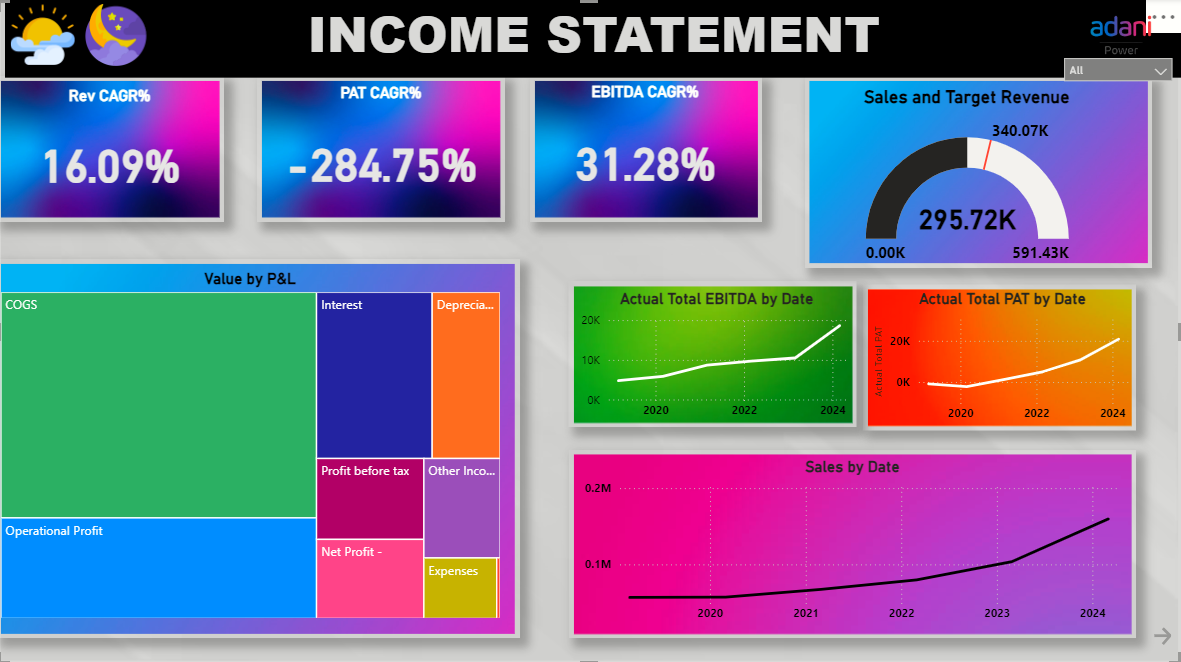 INCOME STATEMENT
adani
Power
All
Rev CAGR%
16.09%
PAT CAGR%
-284.75%
EBITDA CAGR%
31.28%
Sales and Target Revenue
340.07K
295.72K
0.00K
591.43K
Value by P&L
COGS
Interest
Deprecia...
Profit before tax
Other Inco...
Operational Profit
Net Profit -
Expenses
Actual Total EBITDA by Date
20K
10K
0K
2020
2022
2024
Actual Total PAT by Date
Actual Total PAT
20K
0K
2020
2022
2024
Sales by Date
0.2M
0.1M
2020
2021
2022
2023
2024